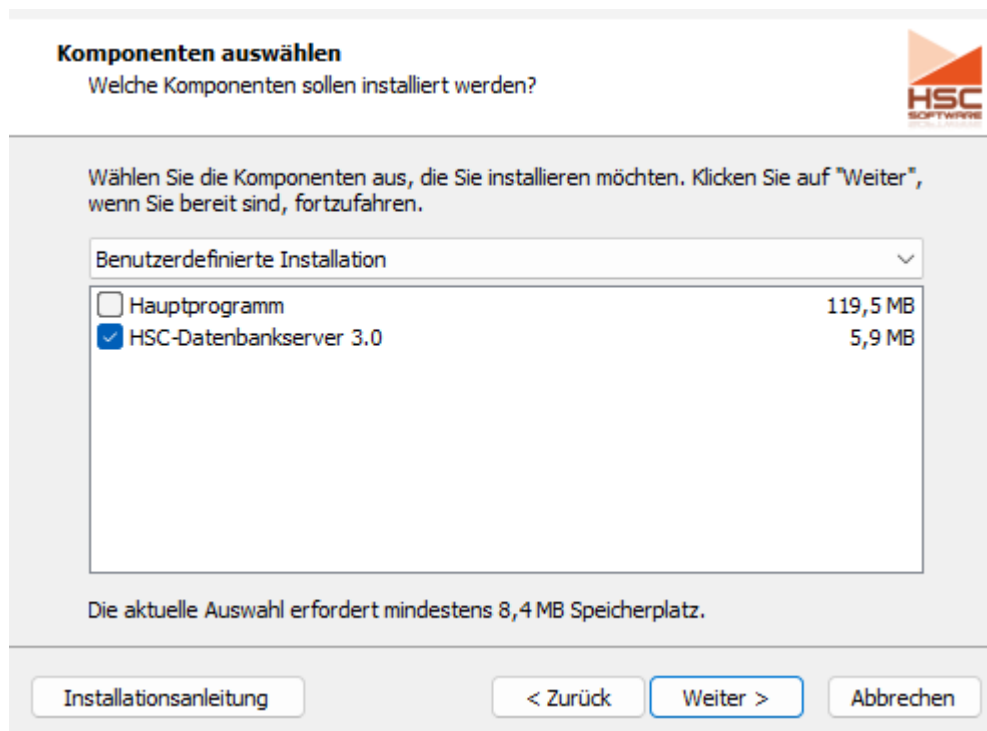 Komponenten auswählen
Welche Komponenten sollen installiert werden?
HSC
SOFTWARE
Wählen Sie die Komponenten aus, die Sie installieren möchten. Klicken Sie auf "Weiter",
wenn Sie bereit sind, fortzufahren.
Benutzerdefinierte Installation
Hauptprogramm 119,5 MB
HSC-Datenbankserver 3.0 5,9 MB
Die aktuelle Auswahl erfordert mindestens 8,4 MB Speicherplatz.
Installationsanleitung < Zurück Weiter > Abbrechen